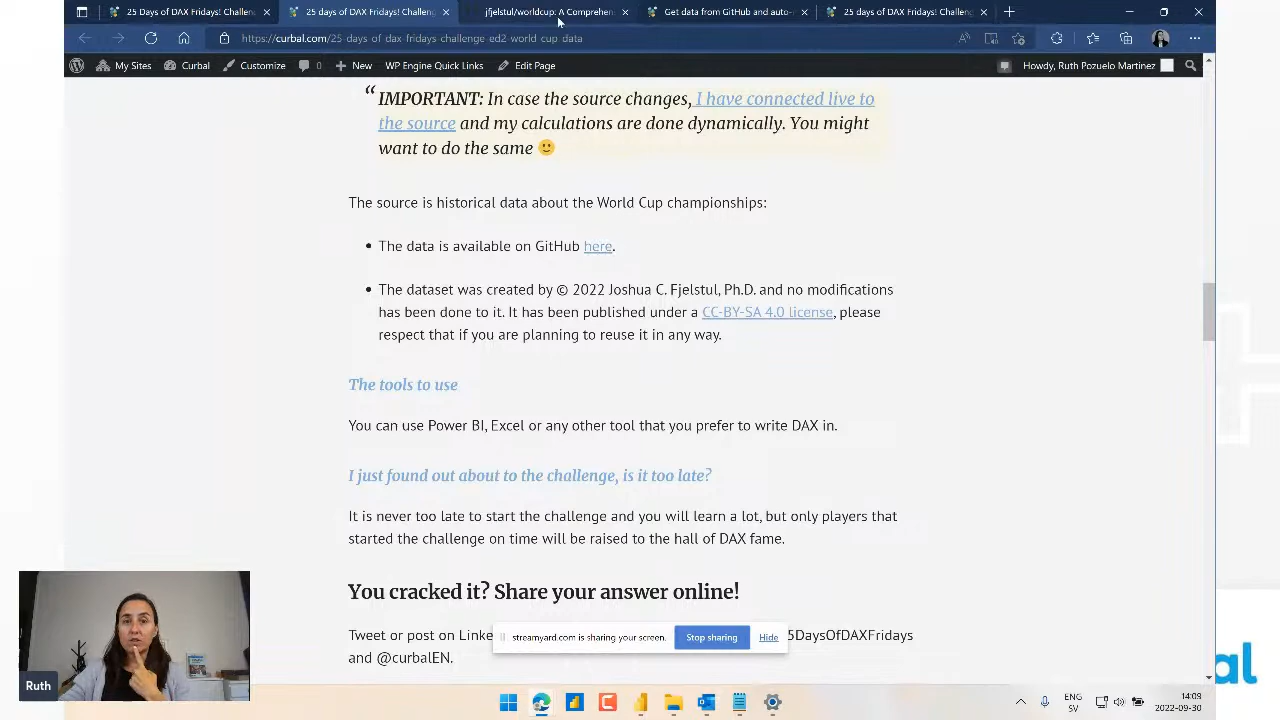 25 Days of DAX Fridays! Challen
25 days of DAX Fridays! Challeng
jfjelstul/worldcup: A Comprehen
Get data from GitHub and auto-r
25 days of DAX Fridays! Challeng
https://curbal.com/25-days-of-dax-fridays-challenge-ed2-world-cup-data
My Sites Curbal Customize 0 New WP Engine Quick Links Edit Page Howdy, Ruth Pozuelo Martinez
“ IMPORTANT: In case the source changes, I have connected live to
the source and my calculations are done dynamically. You might
want to do the same 🙂
The source is historical data about the World Cup championships:
• The data is available on GitHub here.
• The dataset was created by © 2022 Joshua C. Fjelstul, Ph.D. and no modifications
has been done to it. It has been published under a CC-BY-SA 4.0 license, please
respect that if you are planning to reuse it in any way.
The tools to use
You can use Power BI, Excel or any other tool that you prefer to write DAX in.
I just found out about to the challenge, is it too late?
It is never too late to start the challenge and you will learn a lot, but only players that
started the challenge on time will be raised to the hall of DAX fame.
You cracked it? Share your answer online!
Tweet or post on Linke
5DaysOfDAXFridays
streamyard.com is sharing your screen.
Stop sharing
Hide
and @curbalEN.
Ruth
al
ENG
SV
14:09
2022-09-30